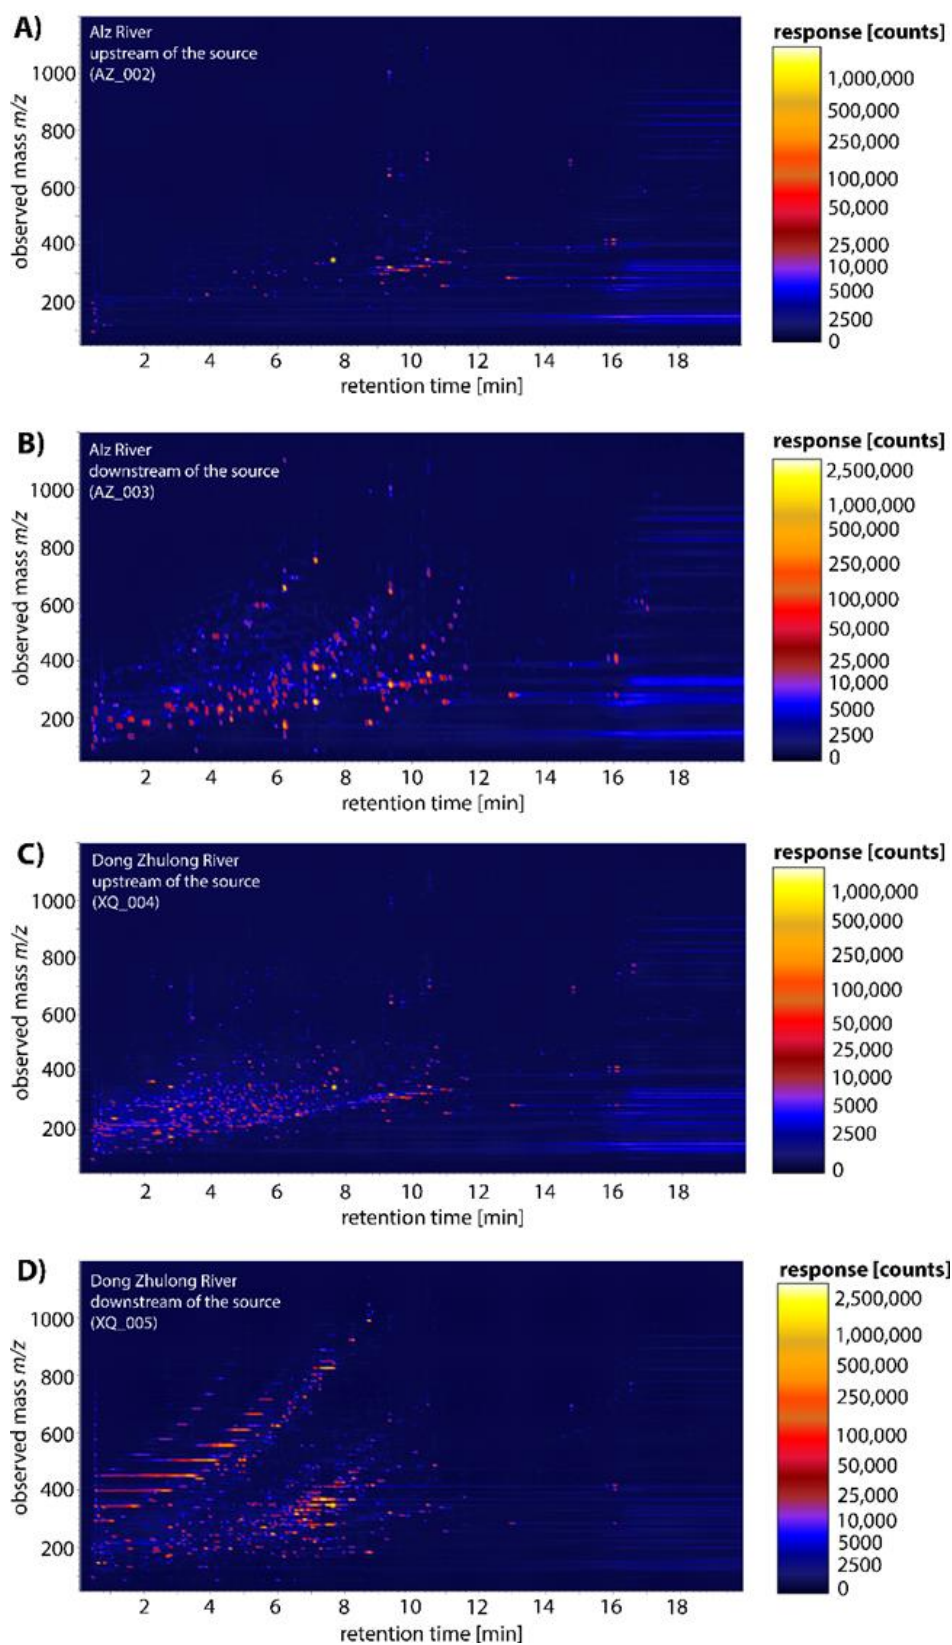 A)
Alz River
upstream of the source
(AZ_002)
observed mass m/z
1000
800
600
400
200
2 4 6 8 10 12 14 16 18
retention time [min]
response [counts]
1,000,000
500,000
250,000
100,000
50,000
25,000
10,000
5000
2500
0
B)
Alz River
downstream of the source
(AZ_003)
observed mass m/z
1000
800
600
400
200
2 4 6 8 10 12 14 16 18
retention time [min]
response [counts]
2,500,000
1,000,000
500,000
250,000
100,000
50,000
25,000
10,000
5000
2500
0
C)
Dong Zhulong River
upstream of the source
(XQ_004)
observed mass m/z
1000
800
600
400
200
2 4 6 8 10 12 14 16 18
retention time [min]
response [counts]
1,000,000
500,000
250,000
100,000
50,000
25,000
10,000
5000
2500
0
D)
Dong Zhulong River
downstream of the source
(XQ_005)
observed mass m/z
1000
800
600
400
200
2 4 6 8 10 12 14 16 18
retention time [min]
response [counts]
2,500,000
1,000,000
500,000
250,000
100,000
50,000
25,000
10,000
5000
2500
0